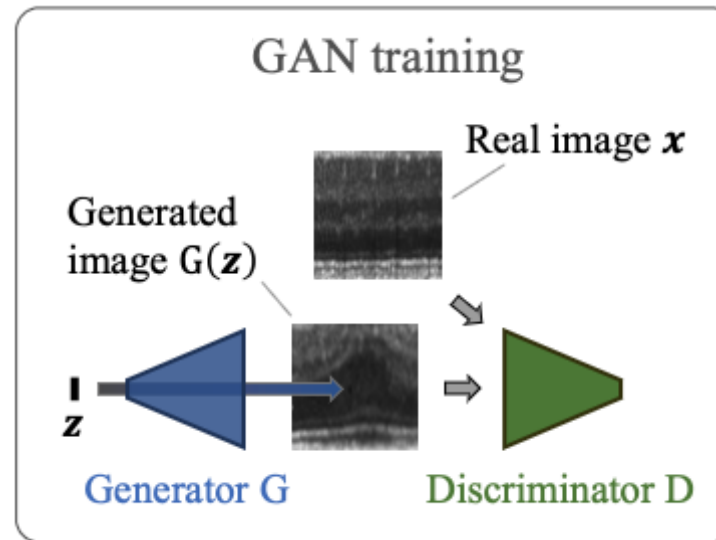 GAN training
Real image x
Generated
image G(z)
z
Generator G
Discriminator D